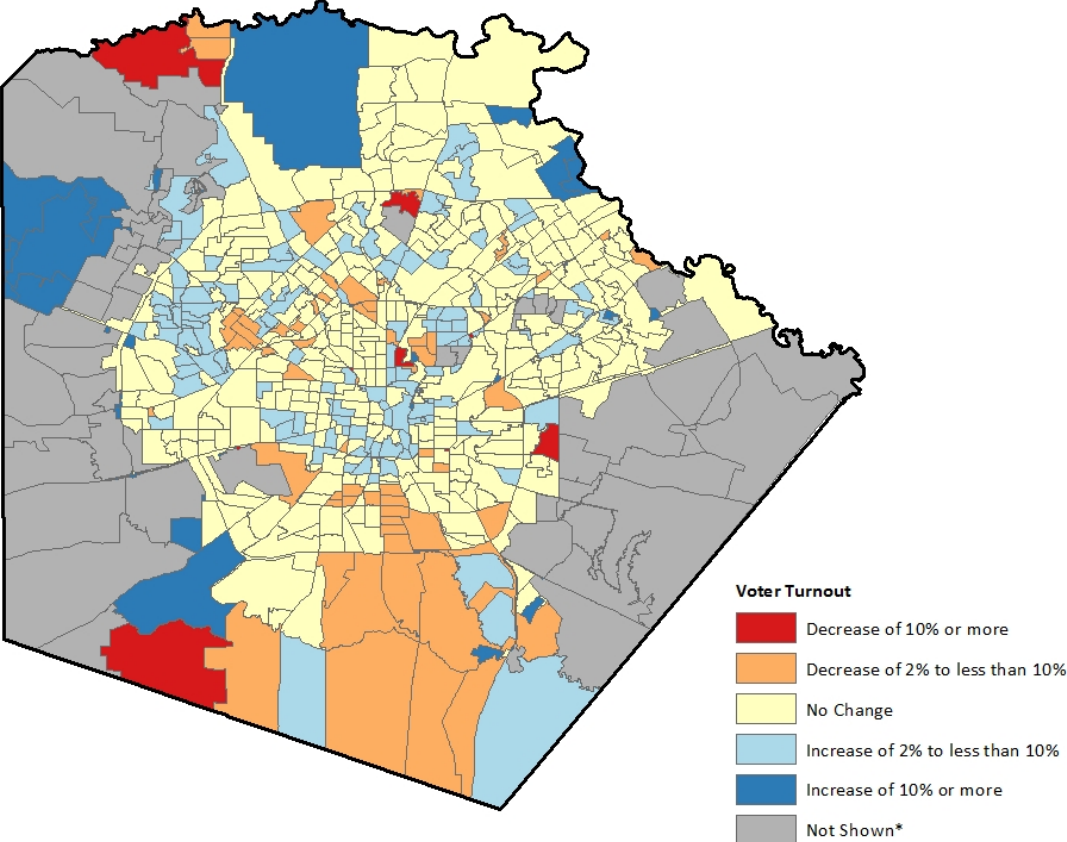 Voter Turnout
Decrease of 10% or more
Decrease of 2% to less than 10%
No Change
Increase of 2% to less than 10%
Increase of 10% or more
Not Shown*